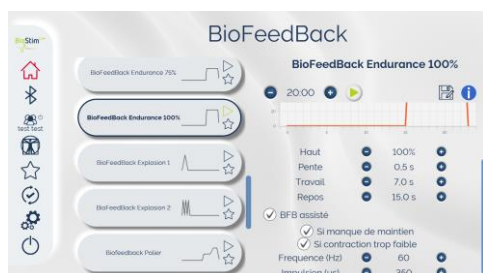 BioFeedBack
BioStim
test test
BioFeedBack Endurance 75%
BioFeedBack Endurance 100%
BioFeedBack Explosion 1
BioFeedBack Explosion 2
Biofeedback Palier
BioFeedBack Endurance 100%
20:00
Haut 100%
Pente 0.5 s
Travail 7.0 s
Repos 15.0 s
BFB assisté
Si manque de maintien
Si contraction trop faible
Frequence (Hz) 60
Impulsion (µs) 350